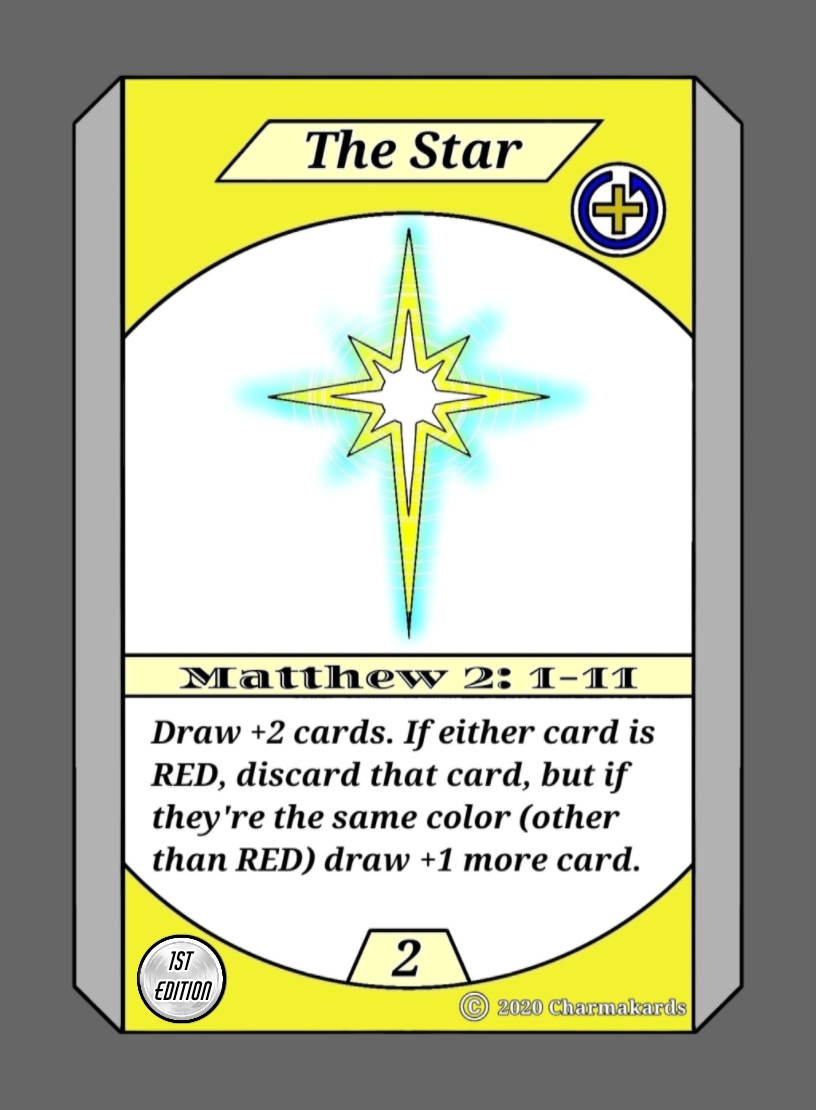 The Star
Matthew 2: 1-11
Draw +2 cards. If either card is
RED, discard that card, but if
they're the same color (other
than RED) draw +1 more card.
2
1ST
EDITION
© 2020 Charmakards